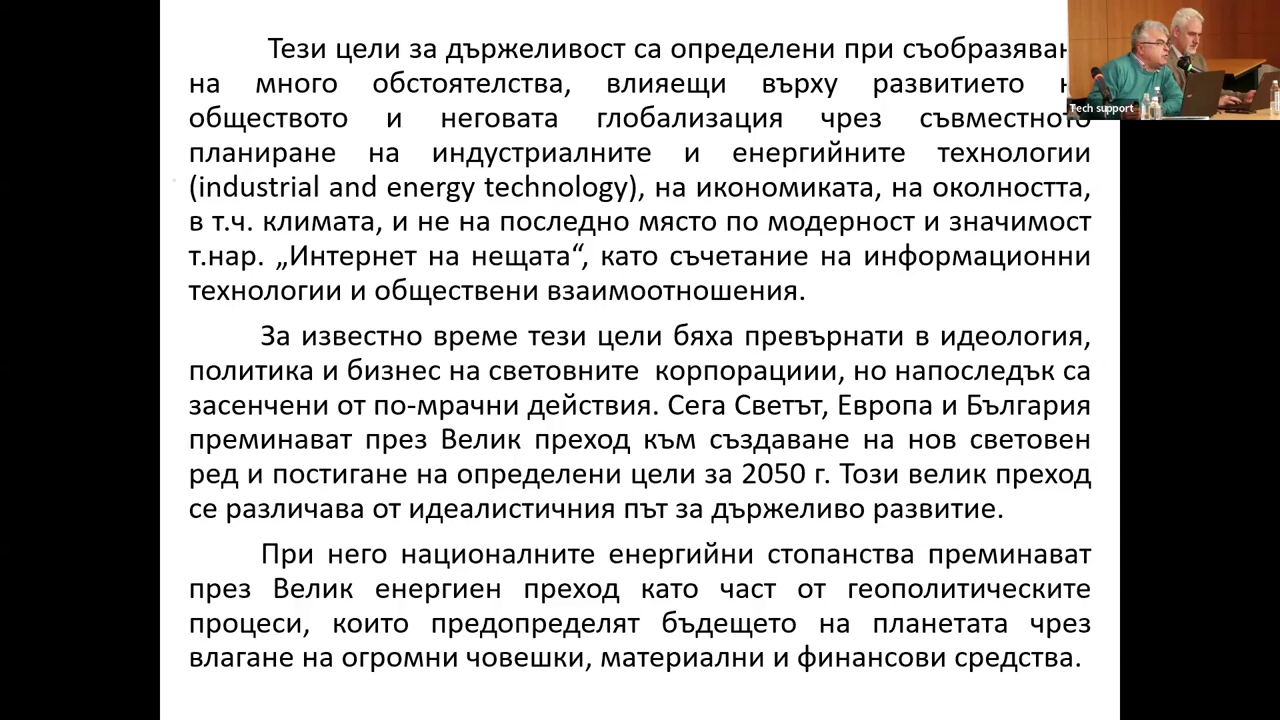 Тези цели за държеливост са определени при
на много обстоятелства, влияещи върху развитието
обществото и неговата глобализация чрез съвместното
планиране на индустриалните и енергийните технологии
(industrial and energy technology), на икономиката, на околността,
в т.ч. климата, и не на последно място по модерност и значимост
т.нар. „Интернет на нещата“, като съчетание на информационни
технологии и обществени взаимоотношения.
За известно време тези цели бяха превърнати в идеология,
политика и бизнес на световните корпорациии, но напоследък са
засенчени от по-мрачни действия. Сега Светът, Европа и България
преминават през Велик преход към създаване на нов световен
ред и постигане на определени цели за 2050 г. Този велик преход
се различава от идеалистичния път за държеливо развитие.
При него националните енергийни стопанства преминават
през Велик енергиен преход като част от геополитическите
процеси, които предопределят бъдещето на планетата чрез
влагане на огромни човешки, материални и финансови средства.
Tech support